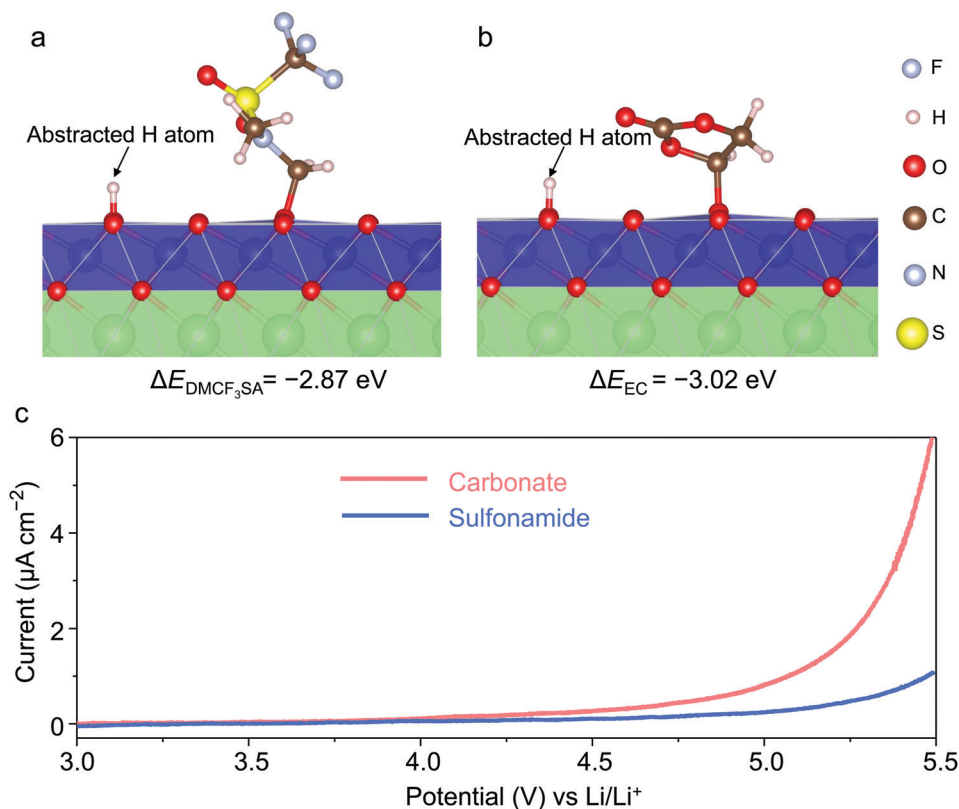 a
Abstracted H atom
ΔE_DMCF₃SA = −2.87 eV
b
Abstracted H atom
ΔE_EC = −3.02 eV
F
H
O
C
N
S
c
Carbonate
Sulfonamide
Current (µA cm⁻²)
6
4
2
0
3.0
3.5
4.0
4.5
5.0
5.5
Potential (V) vs Li/Li⁺